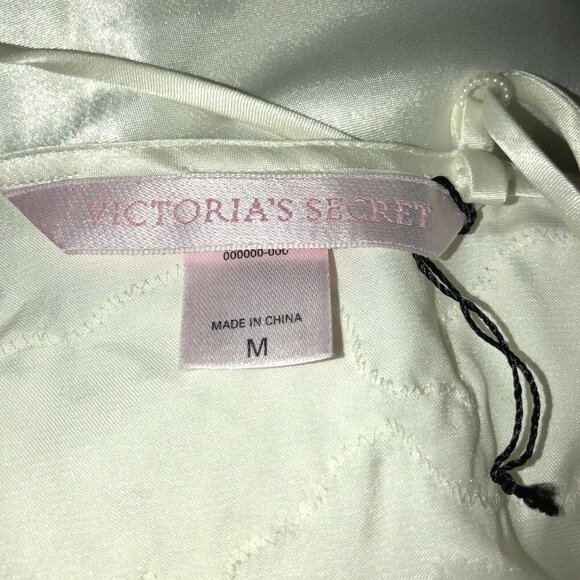 VICTORIA'S SECRET
000000-000
MADE IN CHINA
M